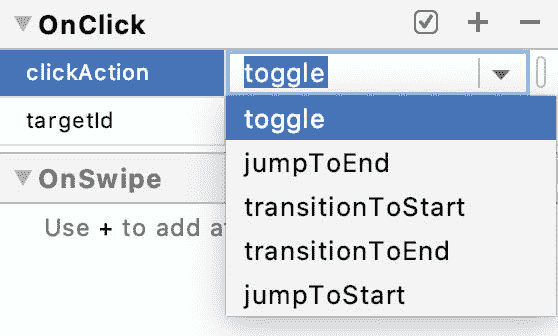 OnClick
clickAction toggle
toggle
targetId
jumpToEnd
OnSwipe
transitionToStart
Use + to add
transitionToEnd
jumpToStart